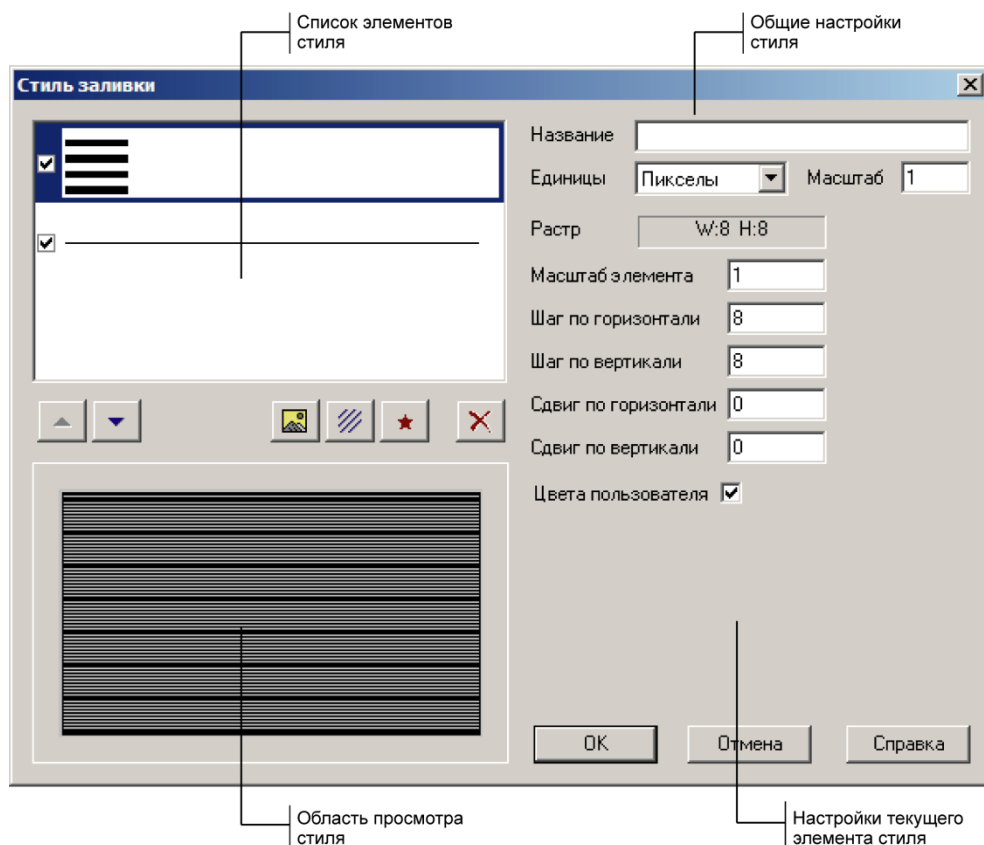 Список элементов
стиля
Общие настройки
стиля
Стиль заливки
Название
Единицы Пикселы Масштаб 1
Растр W:8 H:8
Масштаб элемента 1
Шаг по горизонтали 8
Шаг по вертикали 8
Сдвиг по горизонтали 0
Сдвиг по вертикали 0
Цвета пользователя
OK Отмена Справка
Область просмотра
стиля
Настройки текущего
элемента стиля